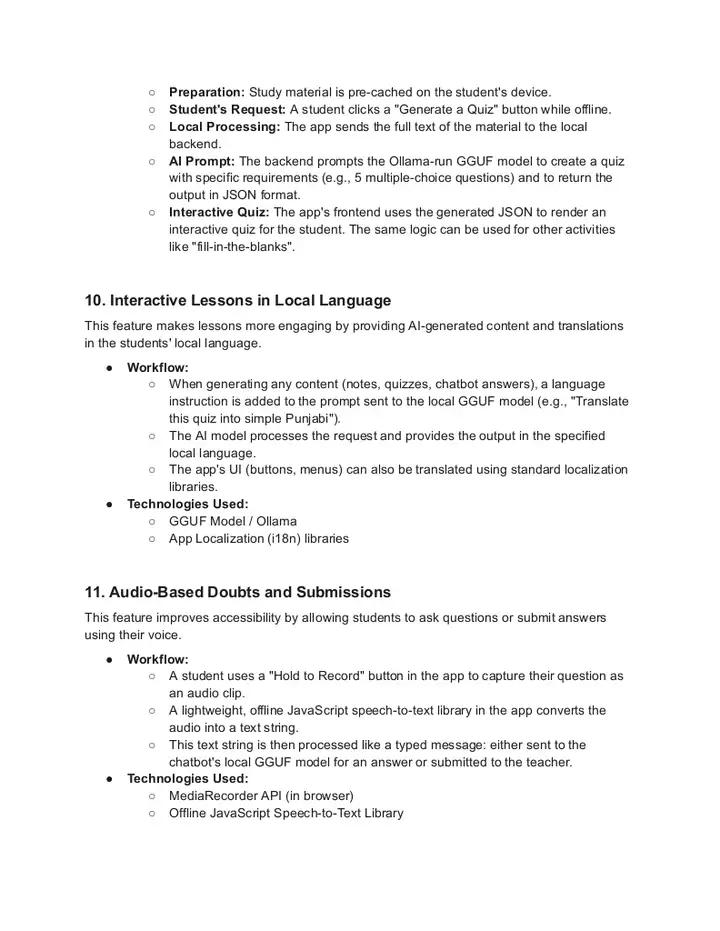 ○ Preparation: Study material is pre-cached on the student's device.
○ Student's Request: A student clicks a "Generate a Quiz" button while offline.
○ Local Processing: The app sends the full text of the material to the local
backend.
○ AI Prompt: The backend prompts the Ollama-run GGUF model to create a quiz
with specific requirements (e.g., 5 multiple-choice questions) and to return the
output in JSON format.
○ Interactive Quiz: The app's frontend uses the generated JSON to render an
interactive quiz for the student. The same logic can be used for other activities
like "fill-in-the-blanks".
10. Interactive Lessons in Local Language
This feature makes lessons more engaging by providing AI-generated content and translations
in the students' local language.
● Workflow:
○ When generating any content (notes, quizzes, chatbot answers), a language
instruction is added to the prompt sent to the local GGUF model (e.g., "Translate
this quiz into simple Punjabi").
○ The AI model processes the request and provides the output in the specified
local language.
○ The app's UI (buttons, menus) can also be translated using standard localization
libraries.
● Technologies Used:
○ GGUF Model / Ollama
○ App Localization (i18n) libraries
11. Audio-Based Doubts and Submissions
This feature improves accessibility by allowing students to ask questions or submit answers
using their voice.
● Workflow:
○ A student uses a "Hold to Record" button in the app to capture their question as
an audio clip.
○ A lightweight, offline JavaScript speech-to-text library in the app converts the
audio into a text string.
○ This text string is then processed like a typed message: either sent to the
chatbot's local GGUF model for an answer or submitted to the teacher.
● Technologies Used:
○ MediaRecorder API (in browser)
○ Offline JavaScript Speech-to-Text Library